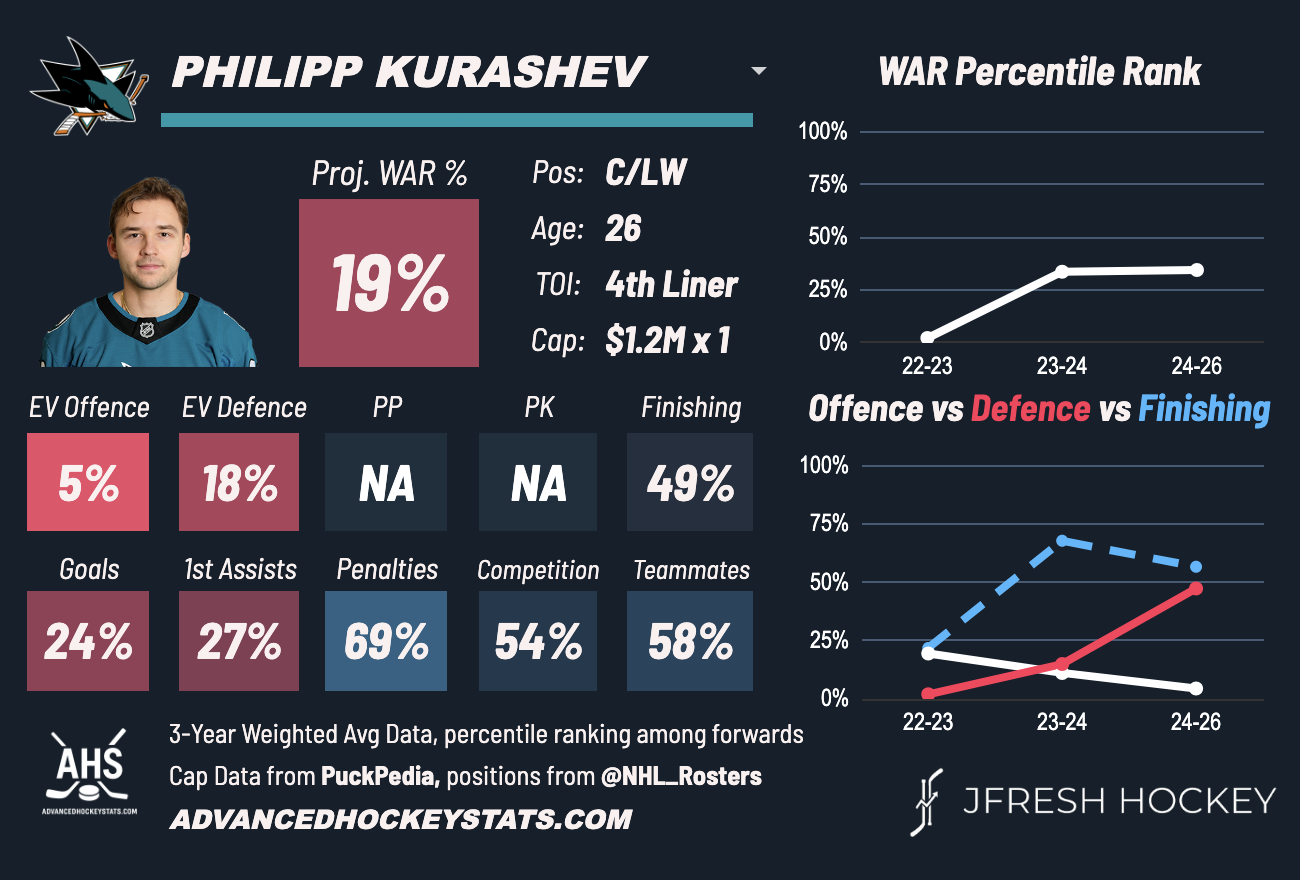 PHILIPP KURASHEV
Proj. WAR %
19%
Pos: C/LW
Age: 26
TOI: 4th Liner
Cap: $1.2M x 1
EV Offence EV Defence PP PK Finishing
5% 18% NA NA 49%
Goals 1st Assists Penalties Competition Teammates
24% 27% 69% 54% 58%
WAR Percentile Rank
100%
75%
50%
25%
0%
22-23 23-24 24-26
Offence vs Defence vs Finishing
100%
75%
50%
25%
0%
22-23 23-24 24-26
AHS
ADVANCEDHOCKEYSTATS.COM
3-Year Weighted Avg Data, percentile ranking among forwards
Cap Data from PuckPedia, positions from @NHL_Rosters
ADVANCEDHOCKEYSTATS.COM
JFRESH HOCKEY